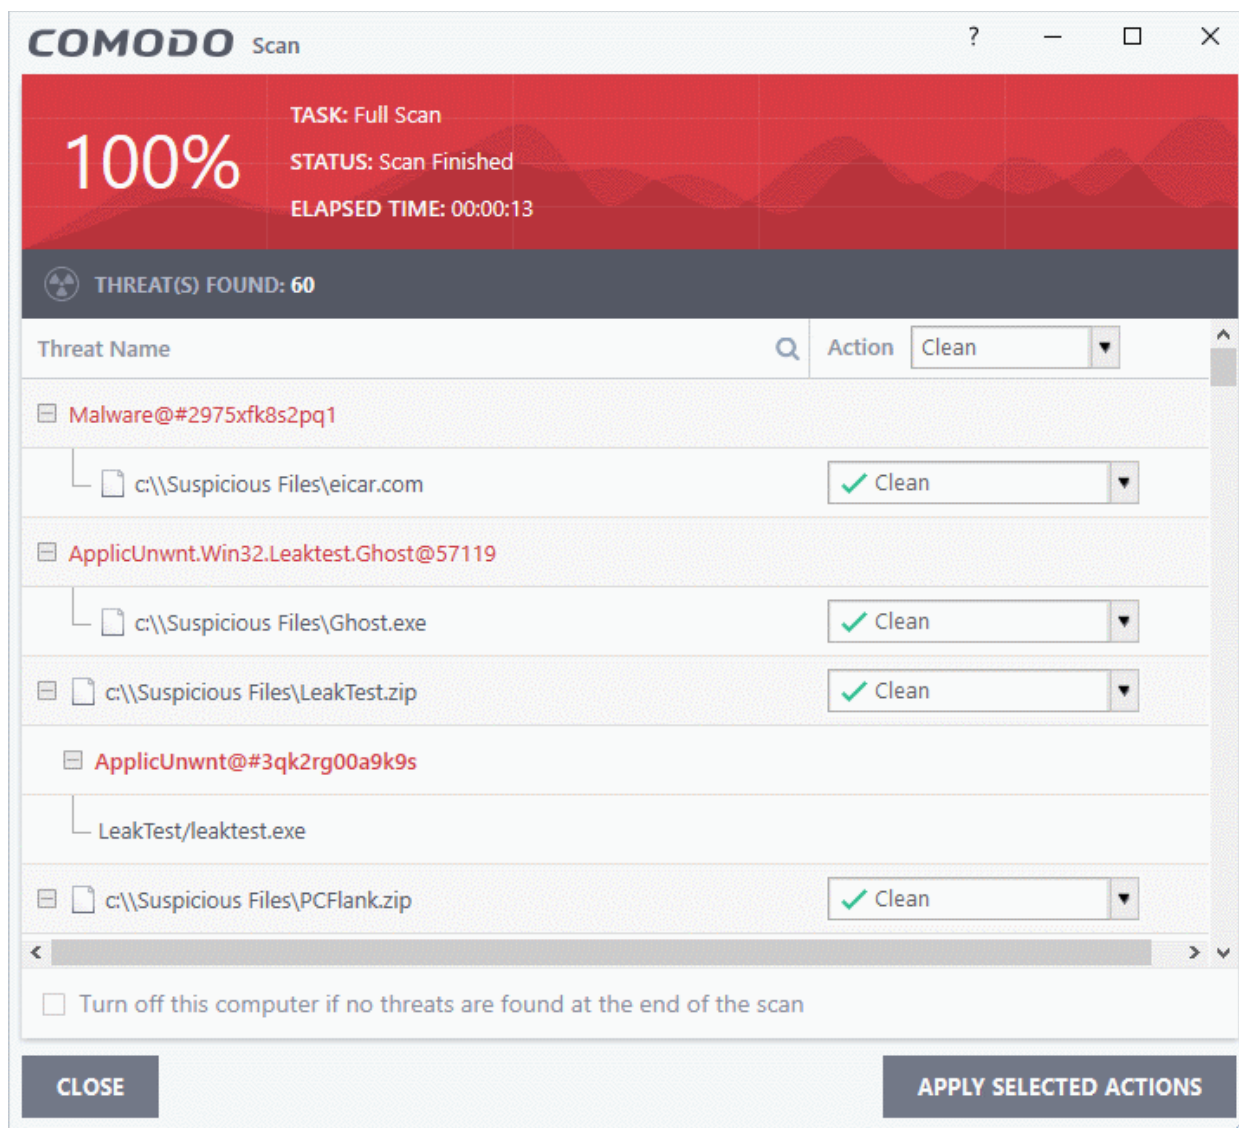 COMODO Scan ?
100%
TASK: Full Scan
STATUS: Scan Finished
ELAPSED TIME: 00:00:13
THREAT(S) FOUND: 60
Threat Name Action Clean
Malware@#2975xfk8s2pq1
c:\\Suspicious Files\eicar.com Clean
ApplicUnwnt.Win32.Leaktest.Ghost@57119
c:\\Suspicious Files\Ghost.exe Clean
c:\\Suspicious Files\LeakTest.zip Clean
ApplicUnwnt@#3qk2rg00a9k9s
LeakTest/leaktest.exe
c:\\Suspicious Files\PCFlank.zip Clean
Turn off this computer if no threats are found at the end of the scan
CLOSE APPLY SELECTED ACTIONS